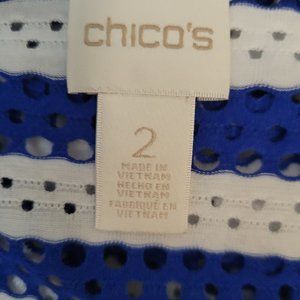 chico's
2
MADE IN
VIETNAM
HECHO EN
VIETNAM
FABRIQUÉ EN
VIETNAM